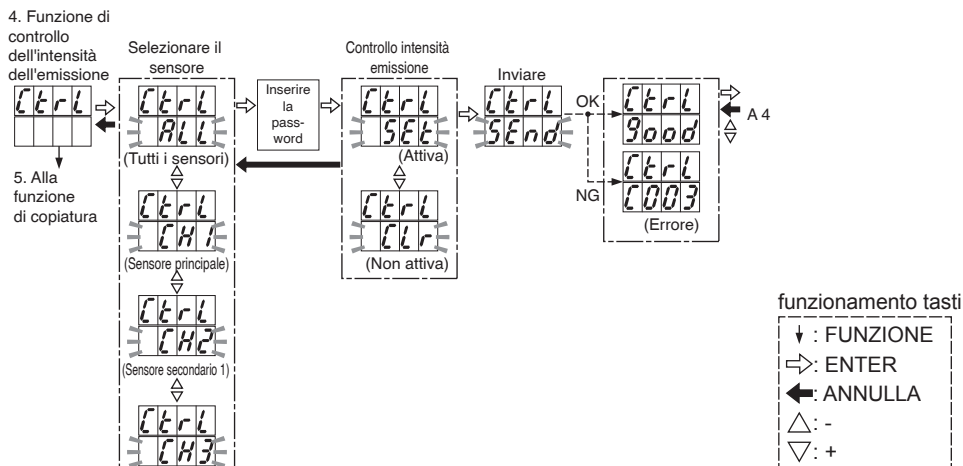 4. Funzione di
controllo
dell'intensità
dell'emissione
CtrL
5. Alla
funzione
di copiatura
Selezionare il
sensore
CtrL
ALL
(Tutti i sensori)
CtrL
CH1
(Sensore principale)
CtrL
CH2
(Sensore secondario 1)
CtrL
CH3
Inserire
la
pass-
word
Controllo intensità
emissione
CtrL
SEt
(Attiva)
CtrL
CLr
(Non attiva)
Inviare
CtrL
SEnd
OK
NG
CtrL
9ood
CtrL
C003
(Errore)
A 4
funzionamento tasti
: FUNZIONE
: ENTER
: ANNULLA
: -
: +